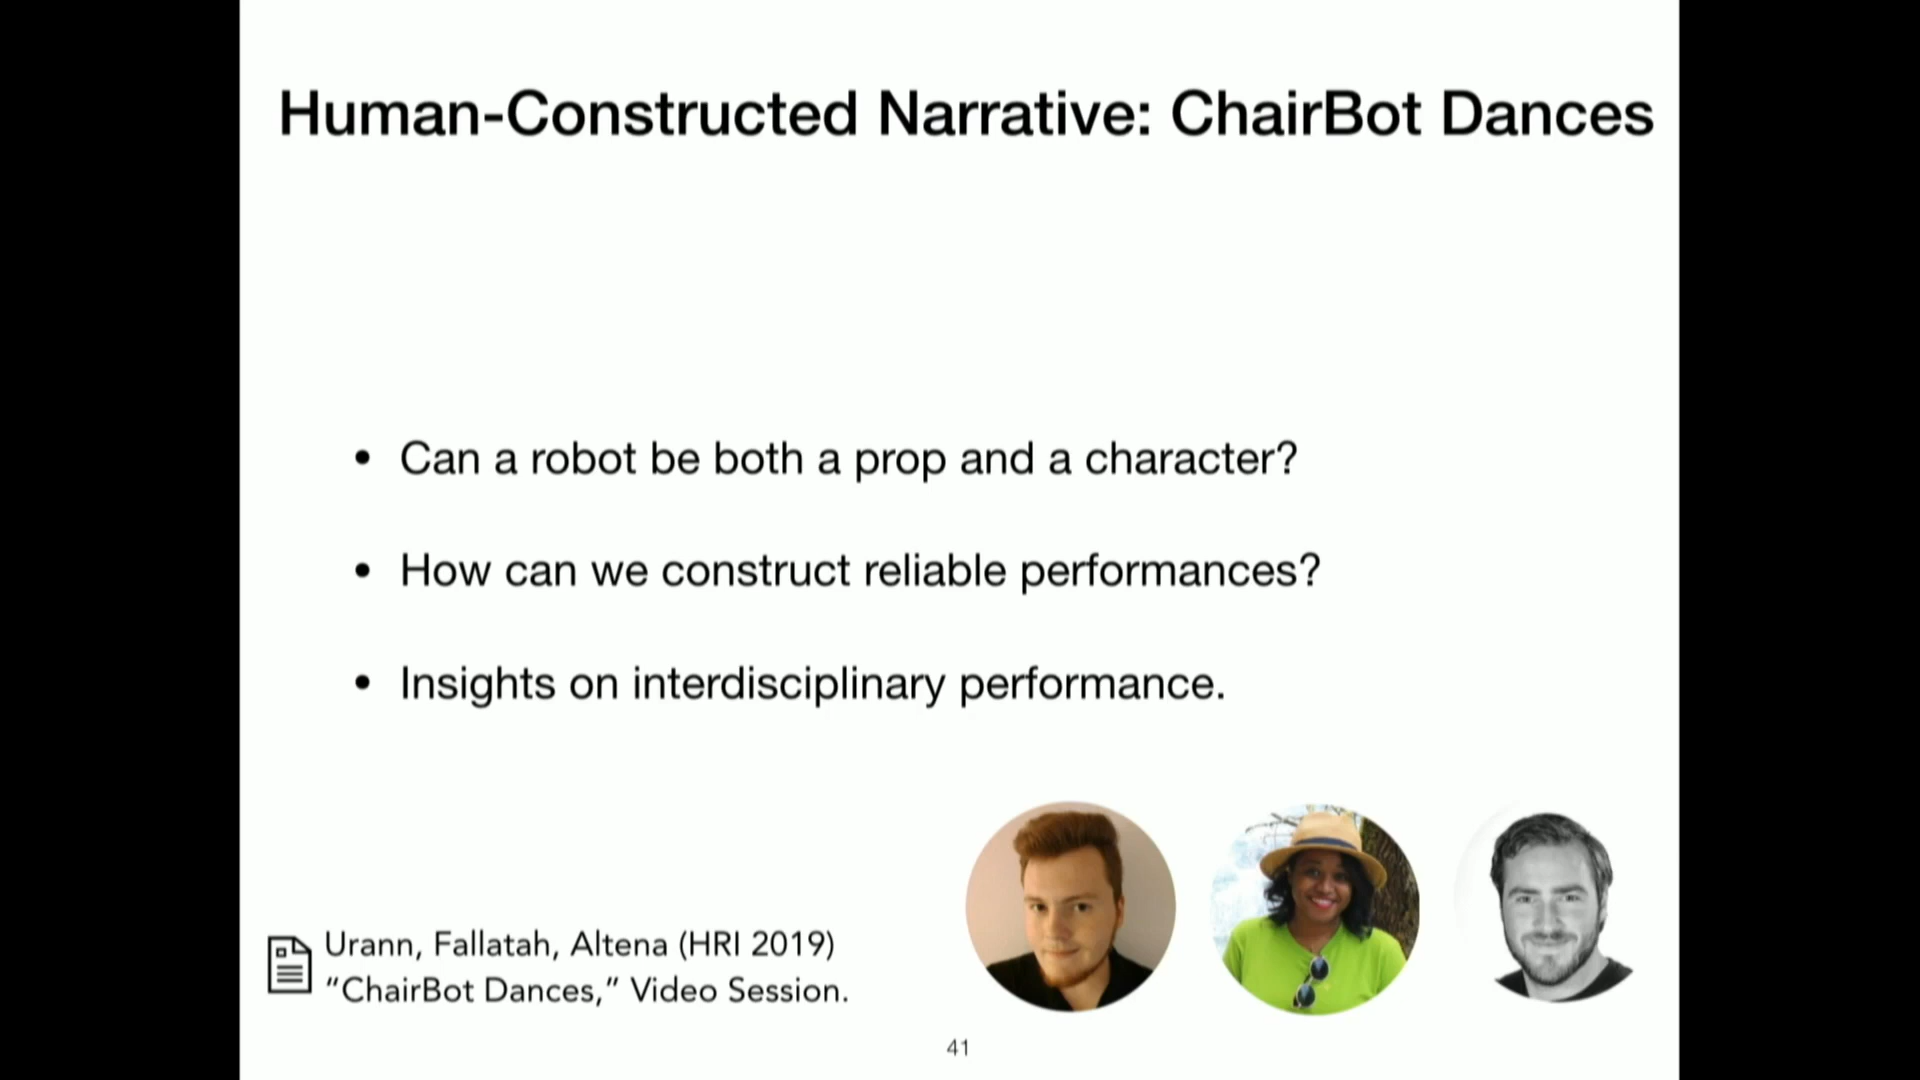 Human-Constructed Narrative: ChairBot Dances
• Can a robot be both a prop and a character?
• How can we construct reliable performances?
• Insights on interdisciplinary performance.
Urann, Fallatah, Altena (HRI 2019)
“ChairBot Dances,” Video Session.
41